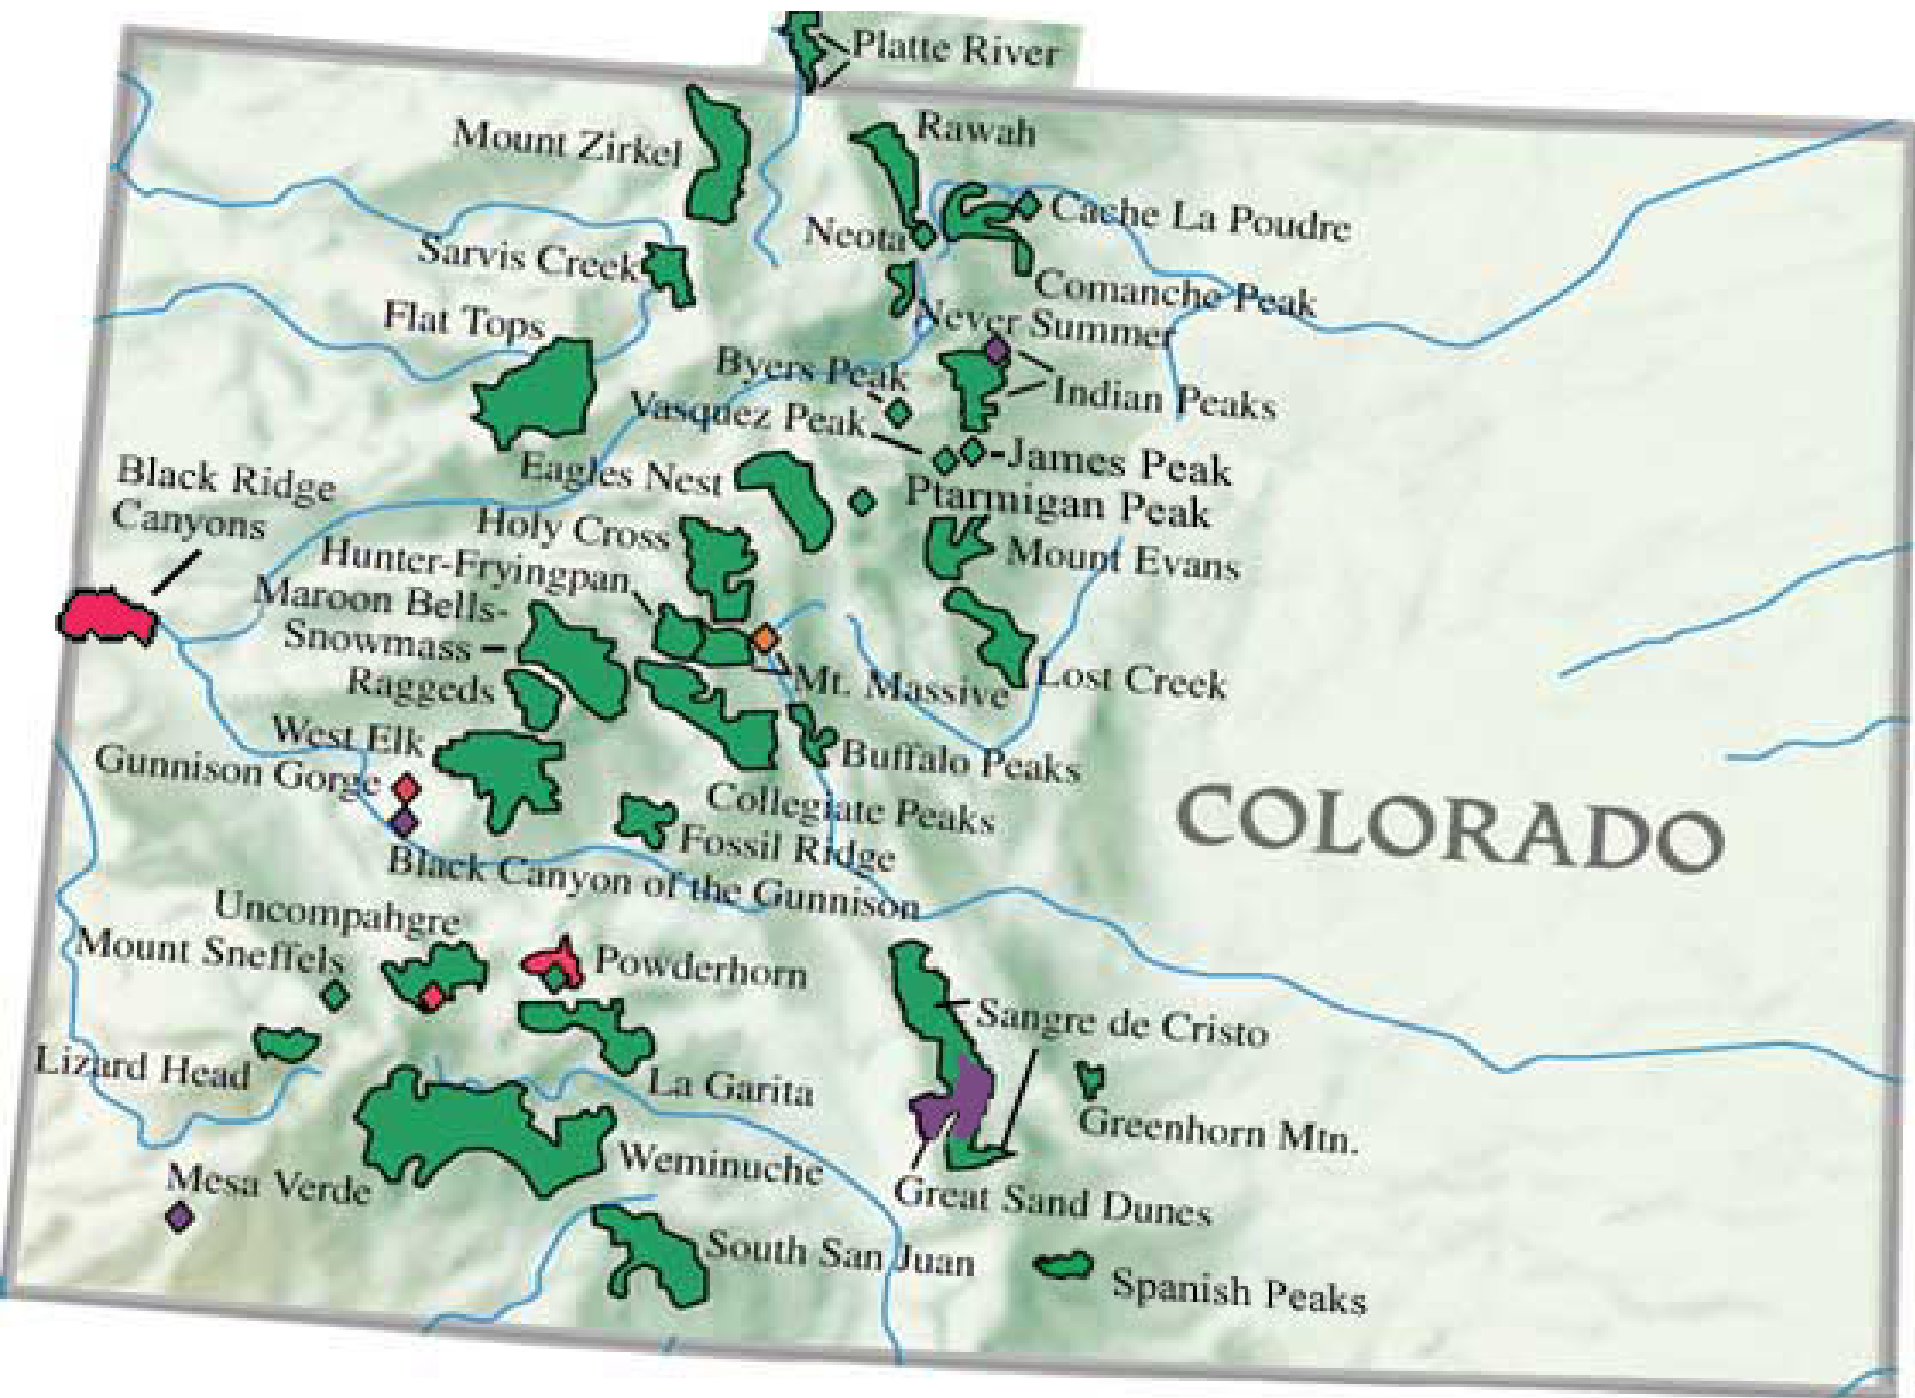 Platte River
Mount Zirkel
Rawah
Cache La Poudre
Neota
Sarvis Creek
Comanche Peak
Never Summer
Flat Tops
Byers Peak
Indian Peaks
Vasquez Peak
James Peak
Eagles Nest
Ptarmigan Peak
Black Ridge
Canyons
Holy Cross
Mount Evans
Hunter-Fryingpan
Maroon Bells-
Snowmass
Raggeds
Mt. Massive
Lost Creek
West Elk
Gunnison Gorge
Buffalo Peaks
Collegiate Peaks
COLORADO
Fossil Ridge
Black Canyon of the Gunnison
Uncompahgre
Mount Sneffels
Powderhorn
Sangre de Cristo
Lizard Head
La Garita
Greenhorn Mtn.
Weminuche
Mesa Verde
Great Sand Dunes
South San Juan
Spanish Peaks